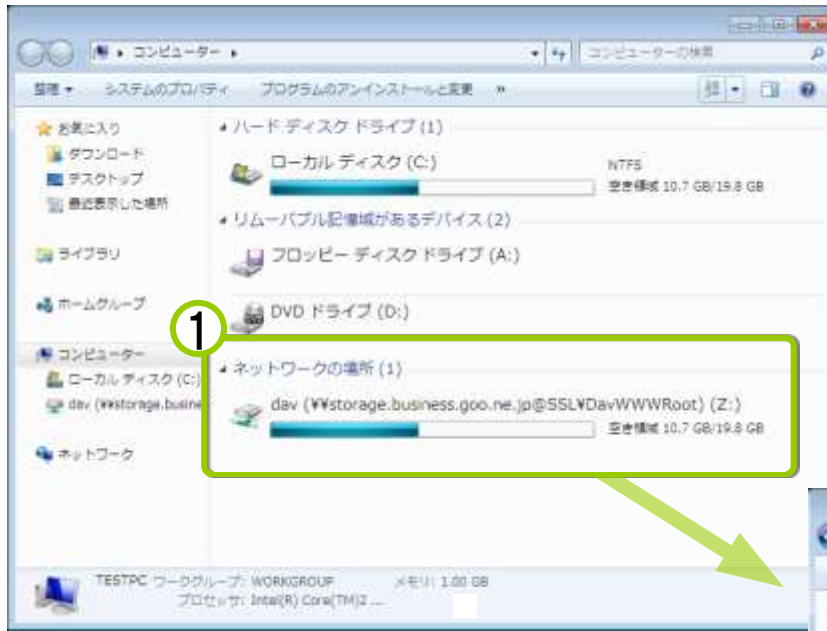 コンピューター
コンピューターの検索
整理 システムのプロパティ プログラムのアンインストールと変更 »
お気に入り
ダウンロード
デスクトップ
最近表示した場所
ライブラリ
ホームグループ
コンピューター
ローカル ディスク (C:)
dav (¥¥storage.busine
ネットワーク
ハード ディスク ドライブ (1)
ローカル ディスク (C:)
NTFS
空き領域 10.7 GB/19.8 GB
リムーバブル記憶域があるデバイス (2)
フロッピー ディスク ドライブ (A:)
DVD ドライブ (D:)
①
ネットワークの場所 (1)
dav (¥¥storage.business.goo.ne.jp@SSL¥DavWWWRoot) (Z:)
空き領域 10.7 GB/19.8 GB
TESTPC ワークグループ: WORKGROUP メモリ: 1.00 GB
プロセッサ: Intel(R) Core(TM)2 ...